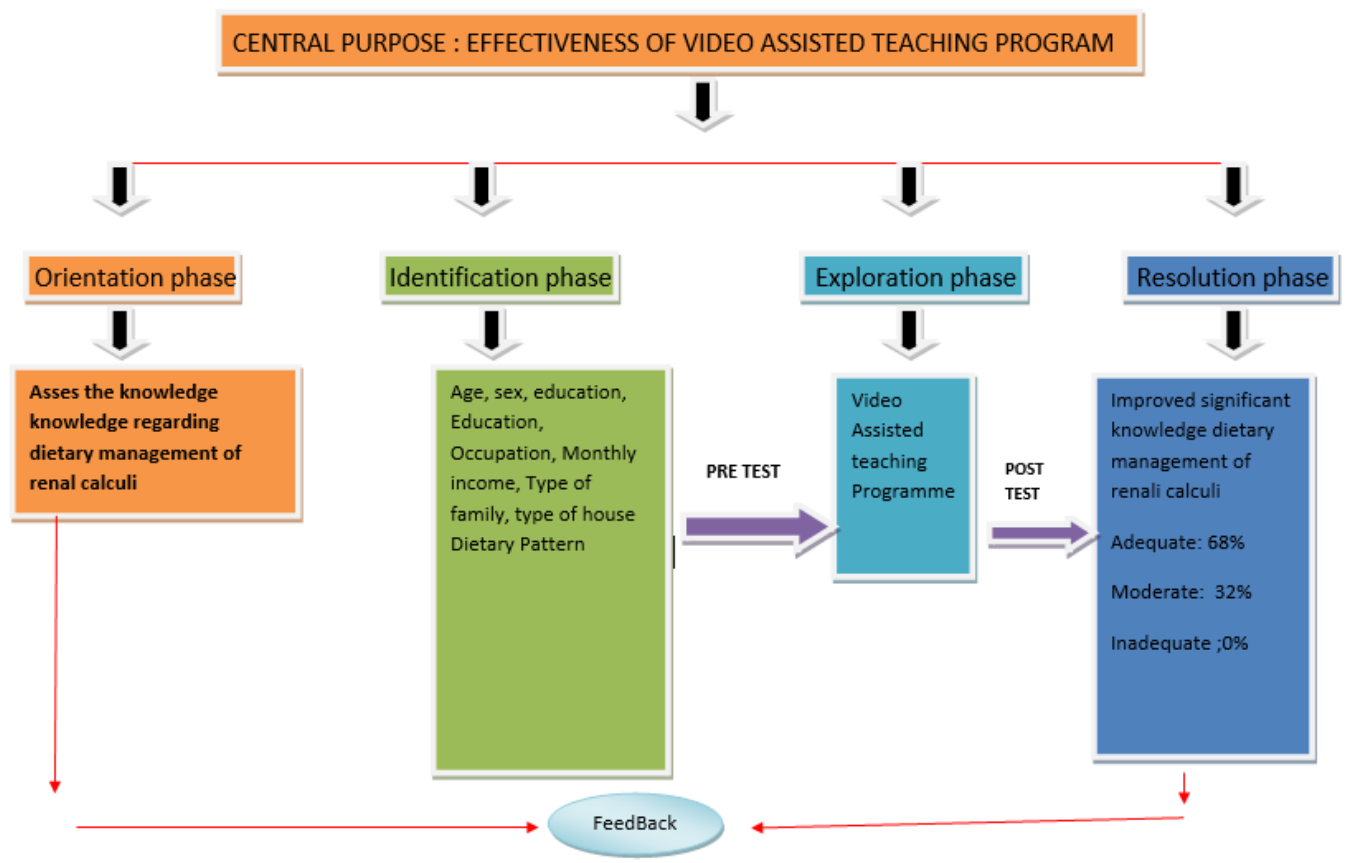 CENTRAL PURPOSE : EFFECTIVENESS OF VIDEO ASSISTED TEACHING PROGRAM
Orientation phase
Identification phase
Exploration phase
Resolution phase
Asses the knowledge
knowledge regarding
dietary management of
renal calculi
Age, sex, education,
Education,
Occupation, Monthly
income, Type of
family, type of house
Dietary Pattern
PRE TEST
Video
Assisted
teaching
Programme
POST
TEST
Improved significant
knowledge dietary
management of
renali calculi
Adequate: 68%
Moderate:  32%
Inadequate ;0%
FeedBack